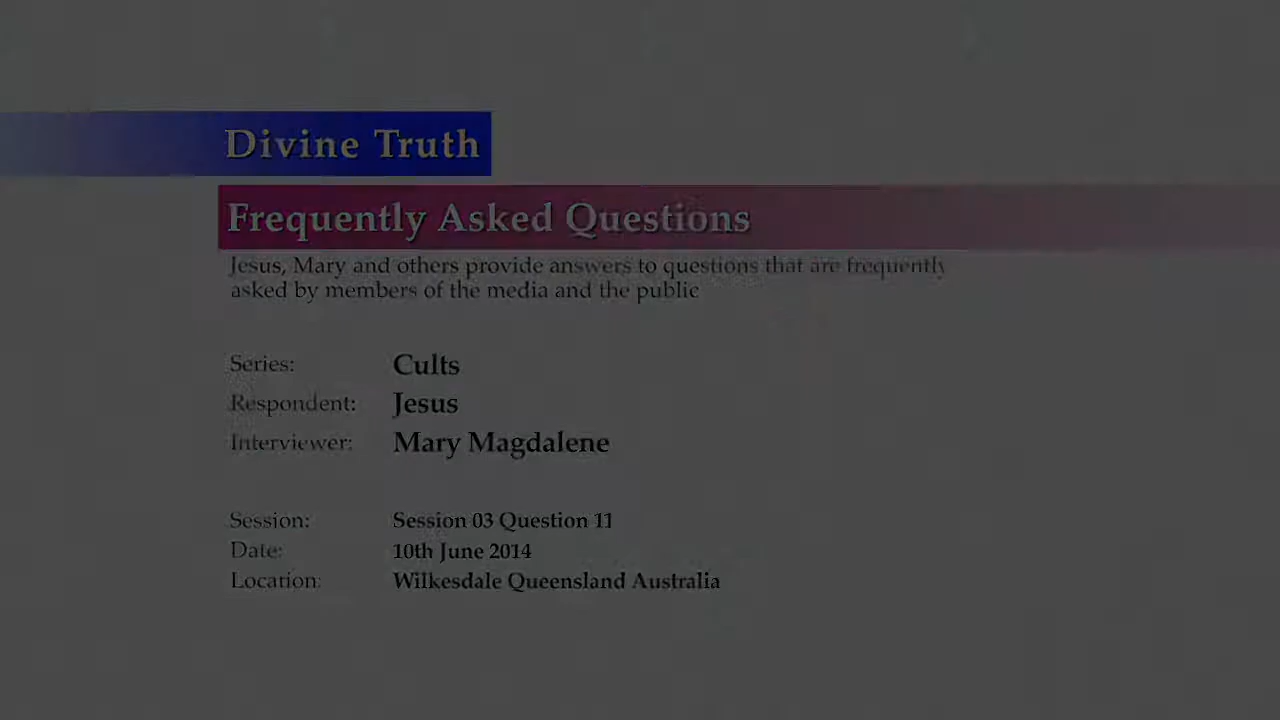 Divine Truth
Frequently Asked Questions
Jesus, Mary and others provide answers to questions that are frequently
asked by members of the media and the public
Series: Cults
Respondent: Jesus
Interviewer: Mary Magdalene
Session: Session 03 Question 11
Date: 10th June 2014
Location: Wilkesdale Queensland Australia